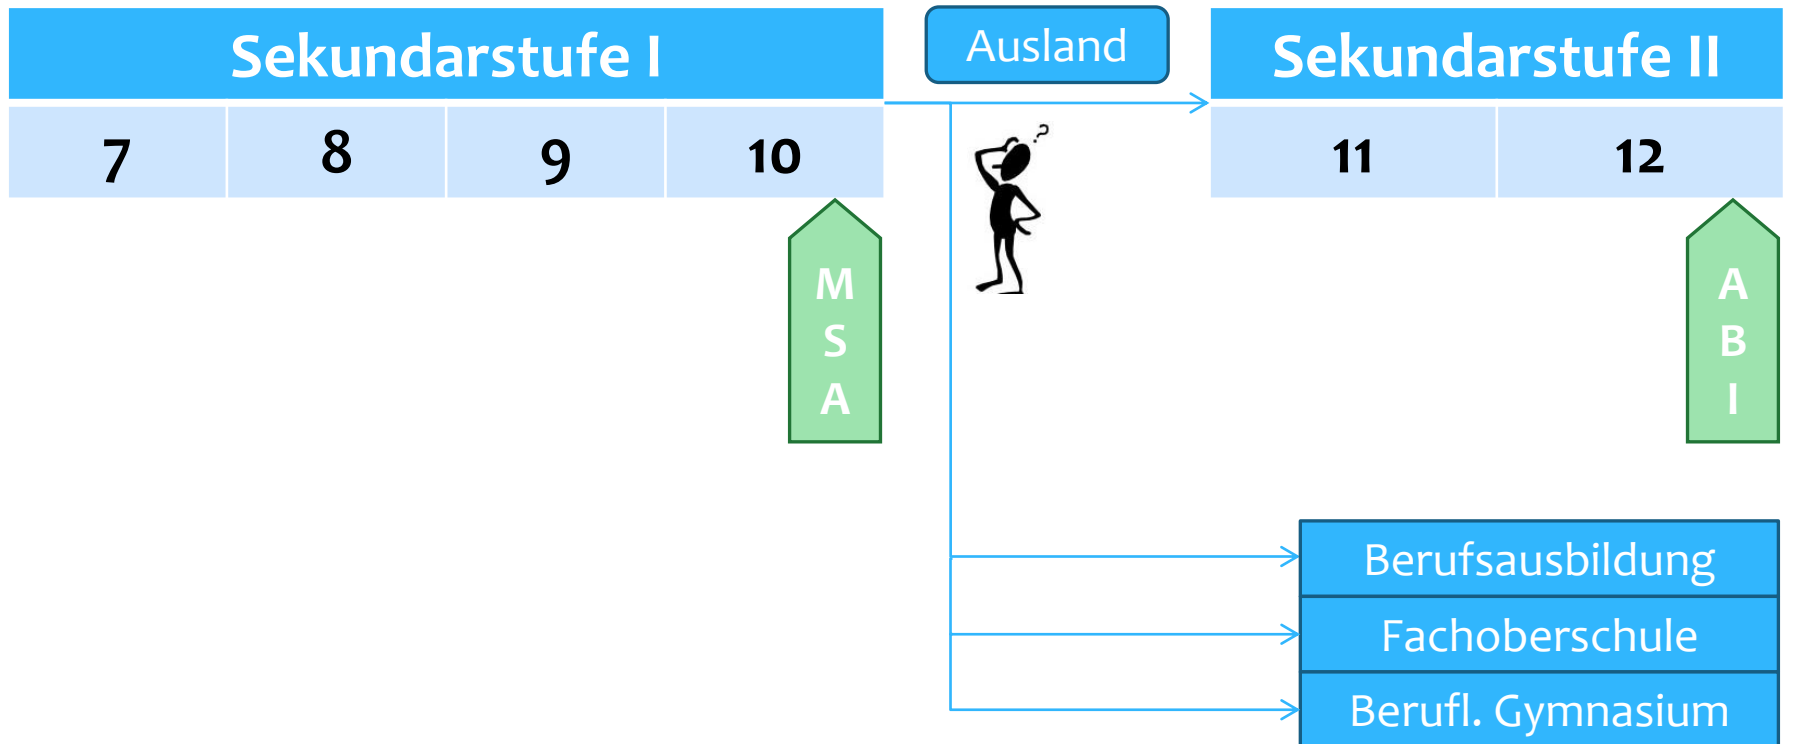 Sekundarstufe I
Ausland
Sekundarstufe II
7 8 9 10
?
11 12
M
S
A
A
B
I
Berufsausbildung
Fachoberschule
Berufl. Gymnasium